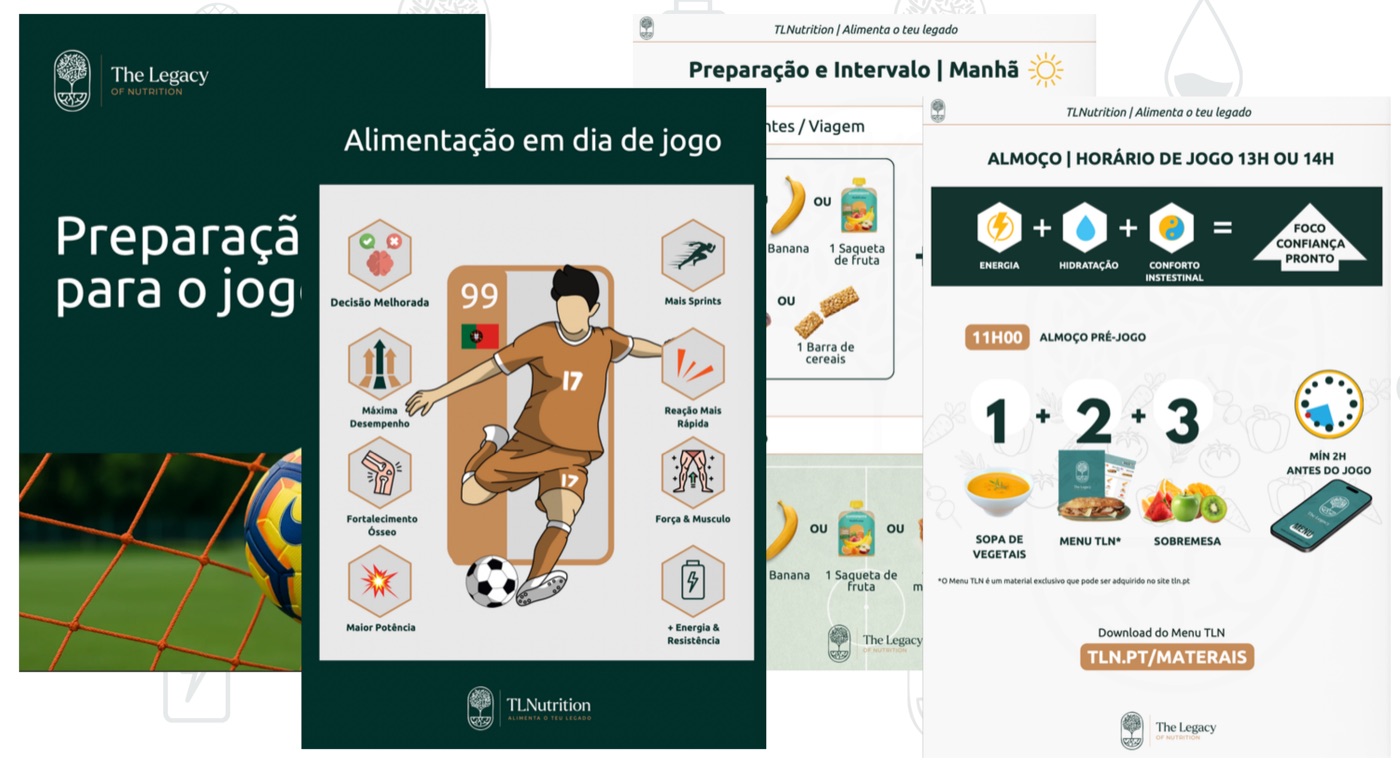 The Legacy
OF NUTRITION
Preparaçã
para o jog
Alimentação em dia de jogo
Decisão Melhorada
Máxima
Desempenho
Fortalecimento
Ósseo
Maior Potência
99
17
17
Mais Sprints
Reação Mais
Rápida
Força & Musculo
+ Energia &
Resistência
TLNutrition
ALIMENTA O TEU LEGADO
TLNutrition | Alimenta o teu legado
Preparação e Intervalo | Manhã
ntes / Viagem
OU
Banana
1 Saqueta
de fruta
OU
1 Barra de
cereais
+
OU
OU
Banana
1 Saqueta de
fruta
m
The Legacy
OF NUTRITION
TLNutrition | Alimenta o teu legado
ALMOÇO | HORÁRIO DE JOGO 13H OU 14H
+ + =
ENERGIA
HIDRATAÇÃO
CONFORTO
INSTESTINAL
FOCO
CONFIANÇA
PRONTO
11H00 ALMOÇO PRÉ-JOGO
1 + 2 + 3
SOPA DE
VEGETAIS
MENU TLN*
SOBREMESA
MÍN 2H
ANTES DO JOGO
The Legacy
MENU
*O Menu TLN é um material exclusivo que pode ser adquirido no site tln.pt
Download do Menu TLN
TLN.PT/MATERAIS
The Legacy
OF NUTRITION